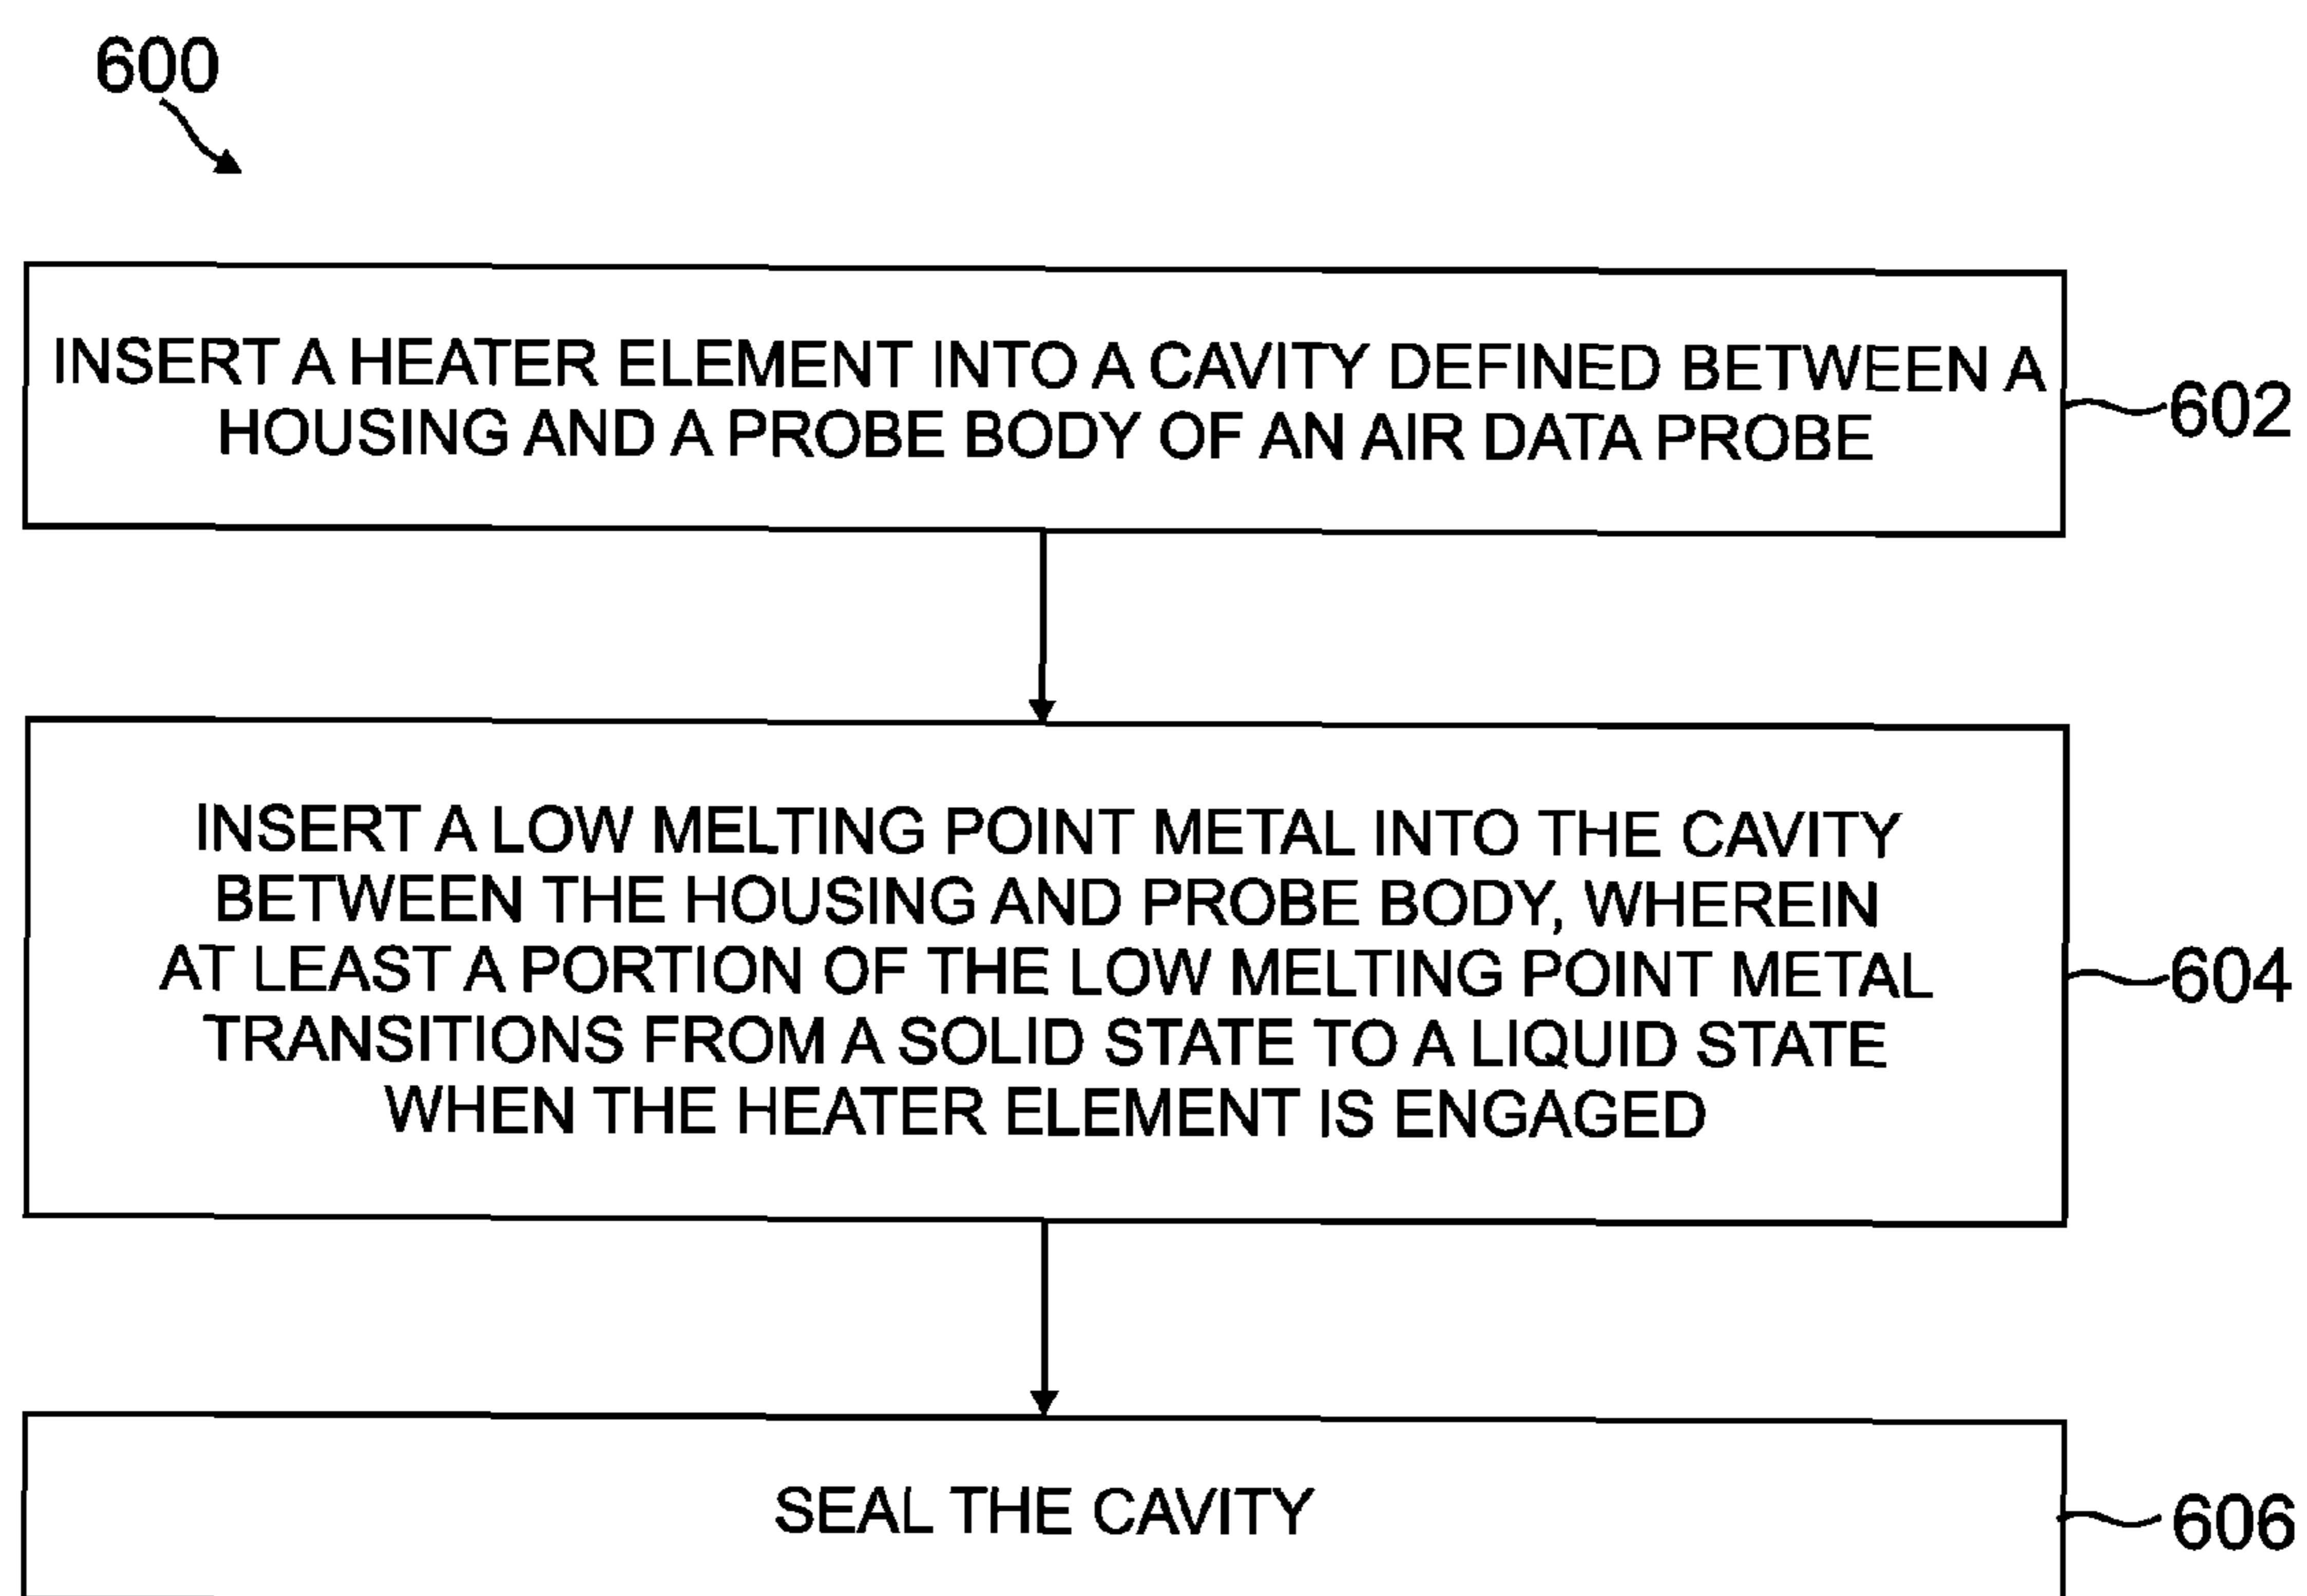 600
INSERT A HEATER ELEMENT INTO A CAVITY DEFINED BETWEEN A
HOUSING AND A PROBE BODY OF AN AIR DATA PROBE
602
INSERT A LOW MELTING POINT METAL INTO THE CAVITY
BETWEEN THE HOUSING AND PROBE BODY, WHEREIN
AT LEAST A PORTION OF THE LOW MELTING POINT METAL
TRANSITIONS FROM A SOLID STATE TO A LIQUID STATE
WHEN THE HEATER ELEMENT IS ENGAGED
604
SEAL THE CAVITY
606